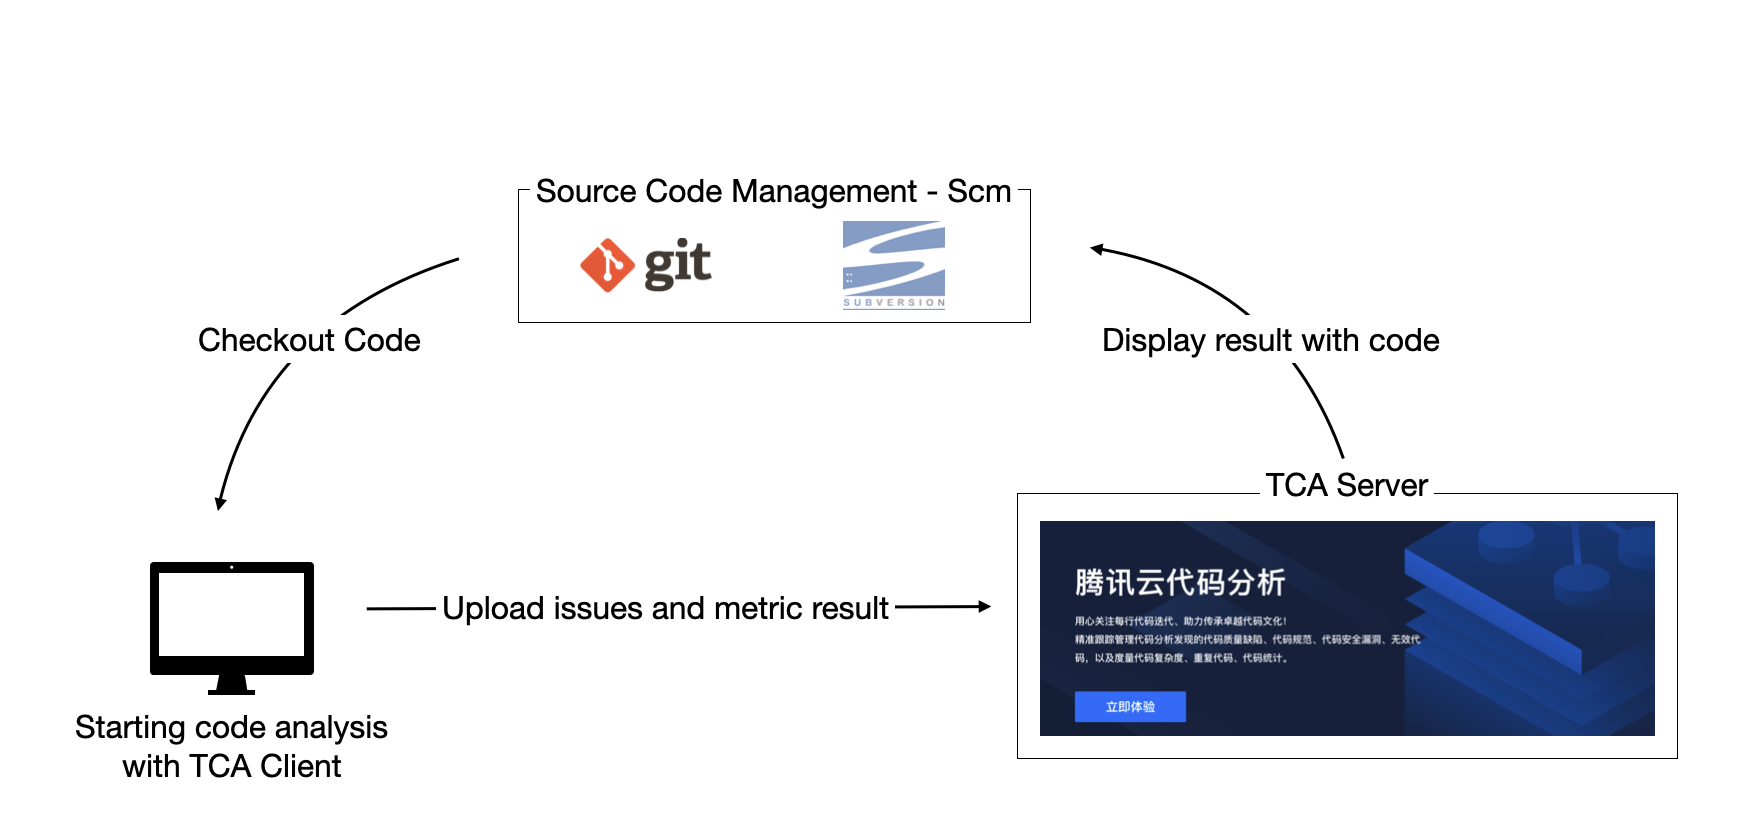 Source Code Management - Scm
git
SUBVERSION
Checkout Code
Display result with code
TCA Server
腾讯云代码分析
用心关注每行代码迭代、助力传承卓越代码文化!
精准跟踪管理代码分析发现的代码质量缺陷、代码规范、代码安全漏洞、无效代
码，以及度量代码复杂度、重复代码、代码统计。
立即体验
Upload issues and metric result
Starting code analysis
with TCA Client